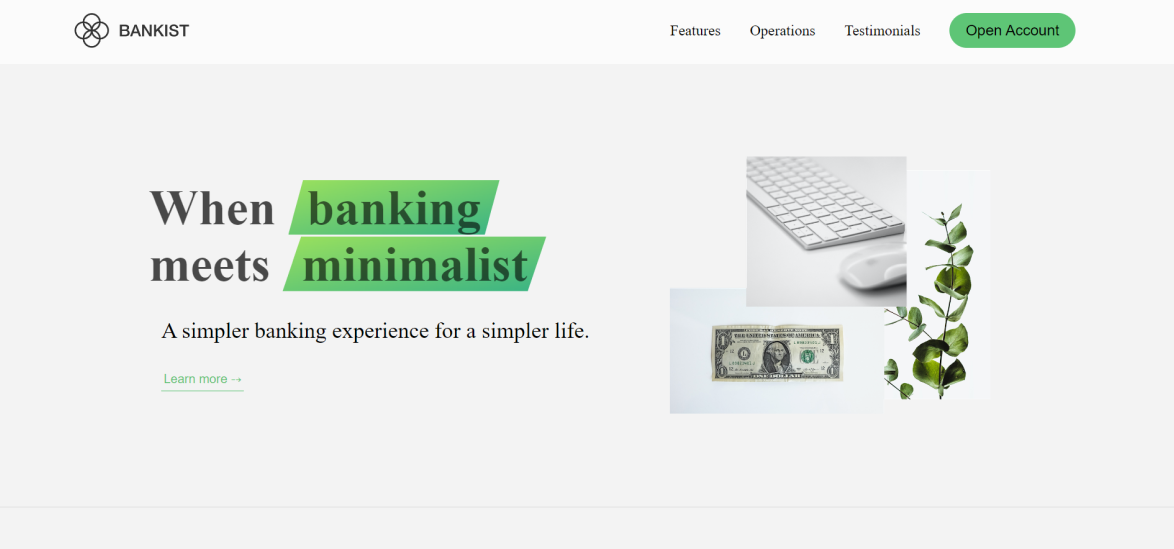 BANKIST
Features
Operations
Testimonials
Open Account
When banking
meets minimalist
A simpler banking experience for a simpler life.
Learn more →